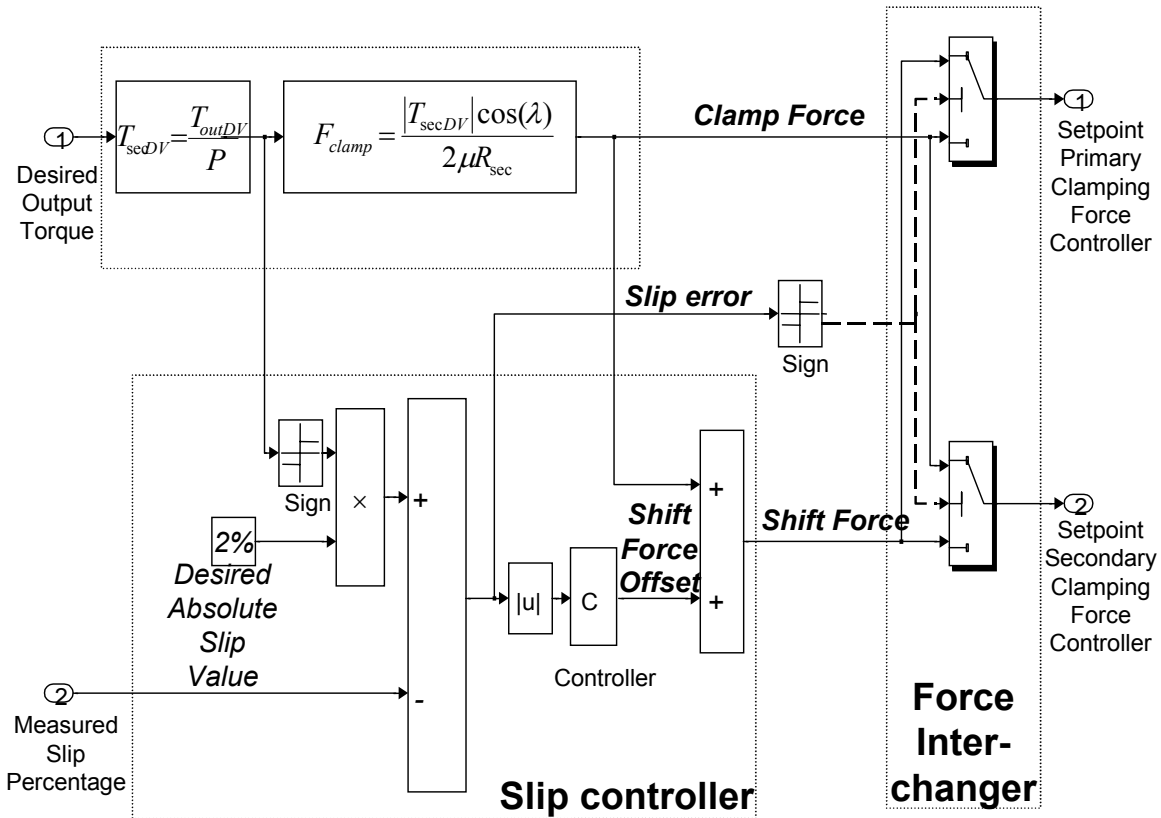 1
Desired
Output
Torque
T_secDV = T_outDV / P
F_clamp = |T_secDV| cos(λ) / 2μR_sec
Clamp Force
1
Setpoint
Primary
Clamping
Force
Controller
Slip error
Sign
Sign
×
2%
Desired
Absolute
Slip
Value
+
-
|u|
C
Controller
Shift
Force
Offset
+
+
Shift Force
2
Setpoint
Secondary
Clamping
Force
Controller
2
Measured
Slip
Percentage
Slip controller
Force
Inter-
changer